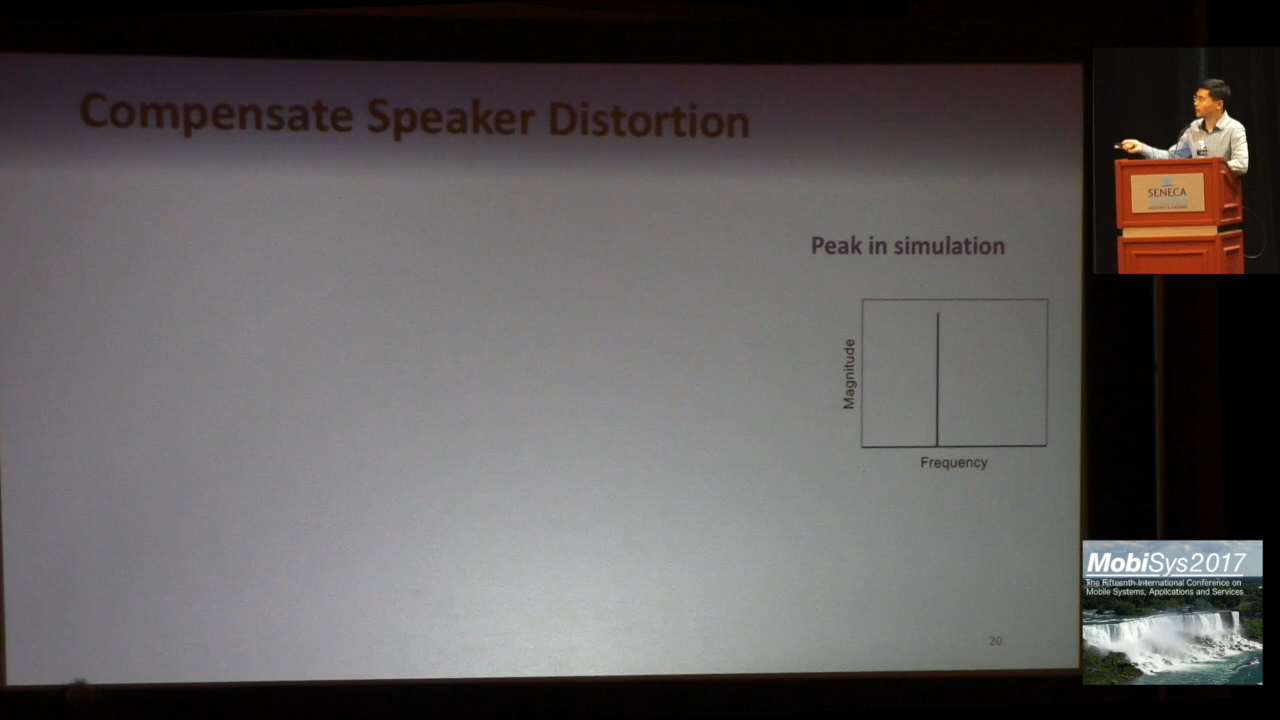 Compensate Speaker Distortion
Peak in simulation
Magnitude
Frequency
20
SENECA
MobiSys2017
The Fifteenth International Conference on
Mobile Systems, Applications and Services